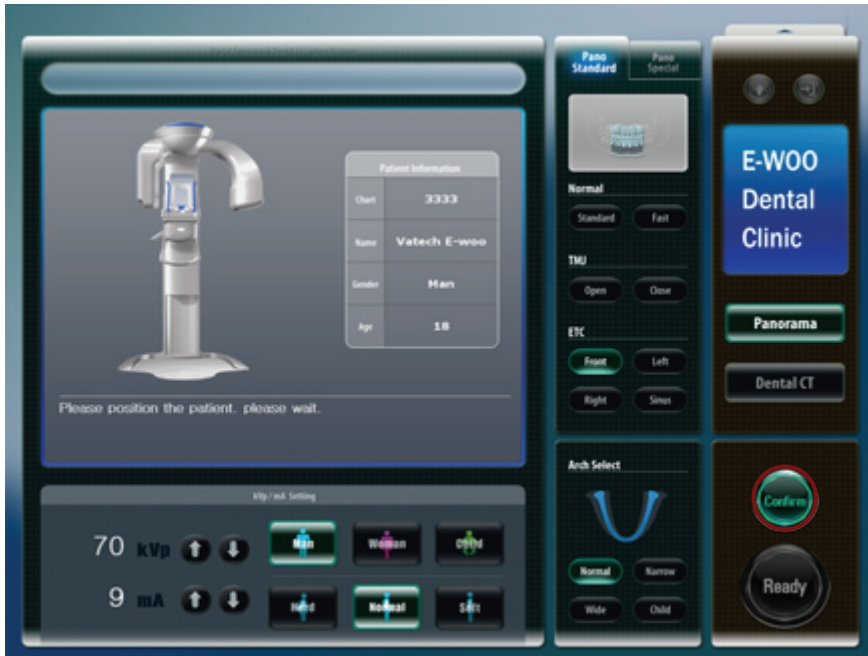 Patient Information
Chart 3333
Name Vatech E-woo
Gender Man
Age 18
Please position the patient. please wait.
kVp / mA Setting
70 kVp
Man Woman Child
9 mA
Hard Normal Soft
Pano Standard
Pano Special
Normal
Standard Fast
TMJ
Open Close
ETC
Front Left
Right Sinus
Arch Select
Normal Narrow
Wide Child
E-WOO
Dental
Clinic
Panorama
Dental CT
Confirm
Ready